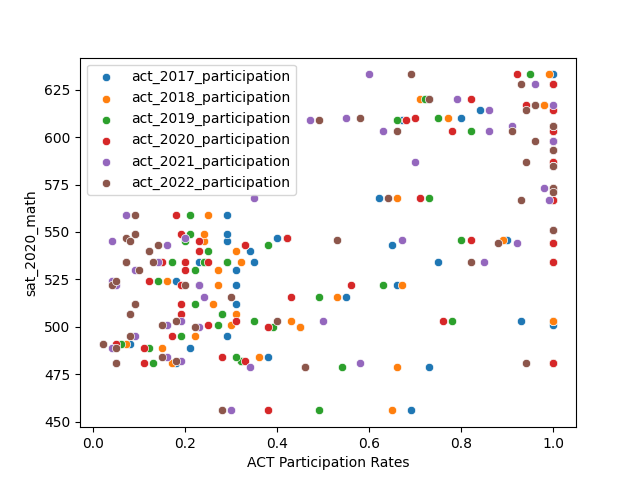 act_2017_participation
act_2018_participation
act_2019_participation
act_2020_participation
act_2021_participation
act_2022_participation
625
600
575
550
525
500
475
450
sat_2020_math
0.0 0.2 0.4 0.6 0.8 1.0
ACT Participation Rates